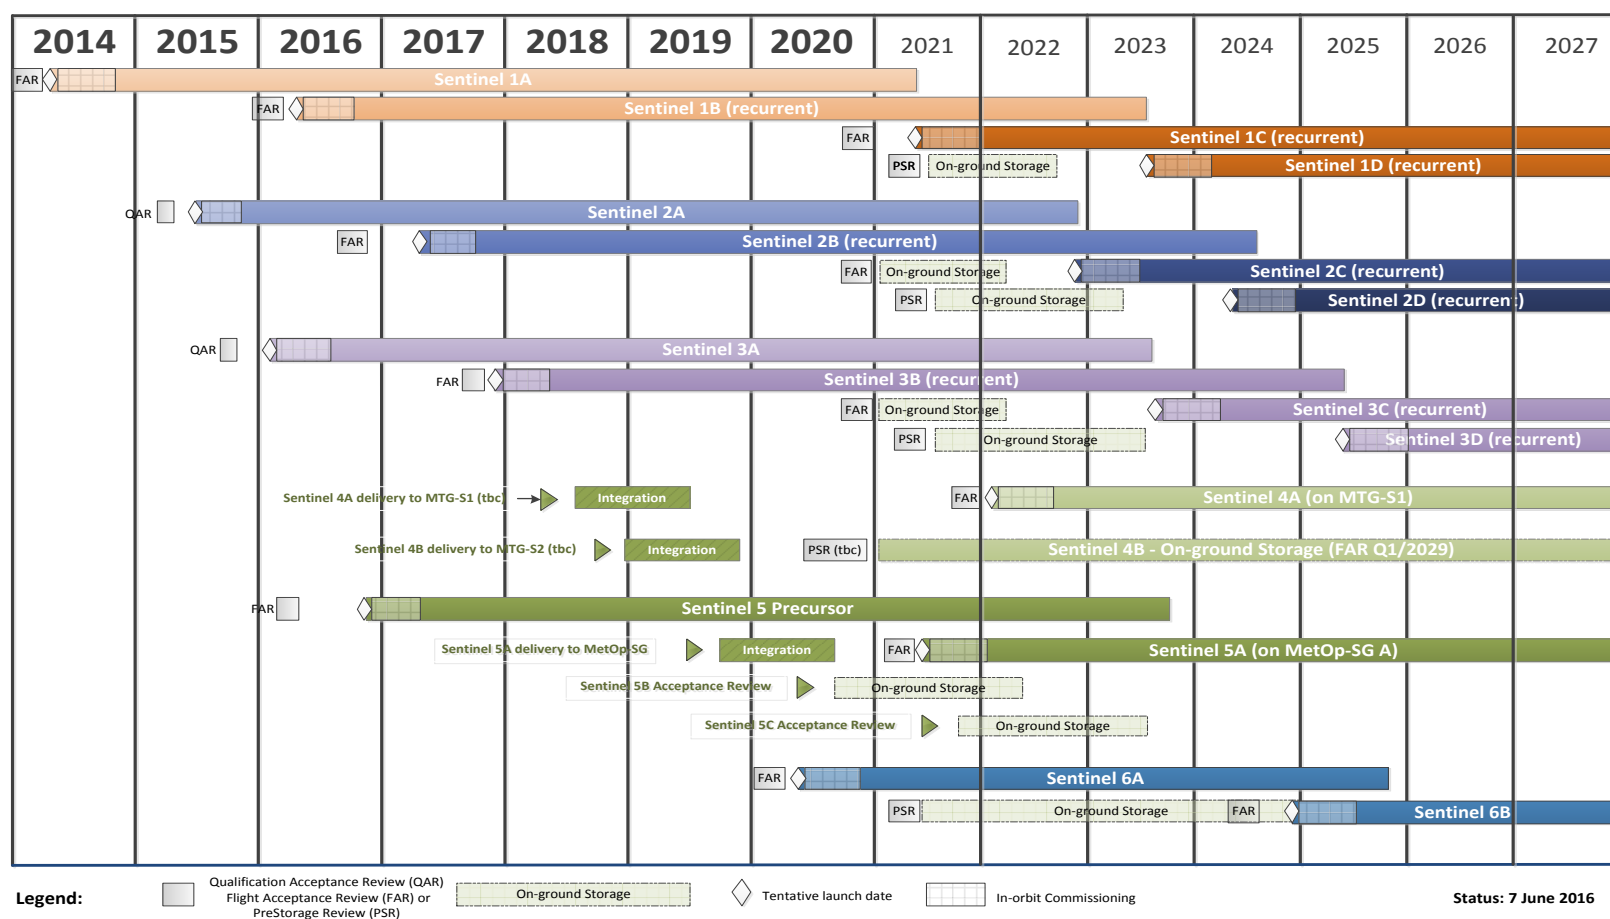 2014 2015 2016 2017 2018 2019 2020 2021 2022 2023 2024 2025 2026 2027
FAR Sentinel 1A
FAR Sentinel 1B (recurrent)
FAR Sentinel 1C (recurrent)
PSR On-ground Storage Sentinel 1D (recurrent)
QAR Sentinel 2A
FAR Sentinel 2B (recurrent)
FAR On-ground Storage Sentinel 2C (recurrent)
PSR On-ground Storage Sentinel 2D (recurrent)
QAR Sentinel 3A
FAR Sentinel 3B (recurrent)
FAR On-ground Storage Sentinel 3C (recurrent)
PSR On-ground Storage Sentinel 3D (recurrent)
Sentinel 4A delivery to MTG-S1 (tbc) Integration FAR Sentinel 4A (on MTG-S1)
Sentinel 4B delivery to MTG-S2 (tbc) Integration PSR (tbc) Sentinel 4B - On-ground Storage (FAR Q1/2029)
FAR Sentinel 5 Precursor
Sentinel 5A delivery to MetOp-SG Integration FAR Sentinel 5A (on MetOp-SG A)
Sentinel 5B Acceptance Review On-ground Storage
Sentinel 5C Acceptance Review On-ground Storage
FAR Sentinel 6A
PSR On-ground Storage FAR Sentinel 6B
Legend:
Qualification Acceptance Review (QAR)
Flight Acceptance Review (FAR) or
PreStorage Review (PSR)
On-ground Storage
Tentative launch date
In-orbit Commissioning
Status: 7 June 2016